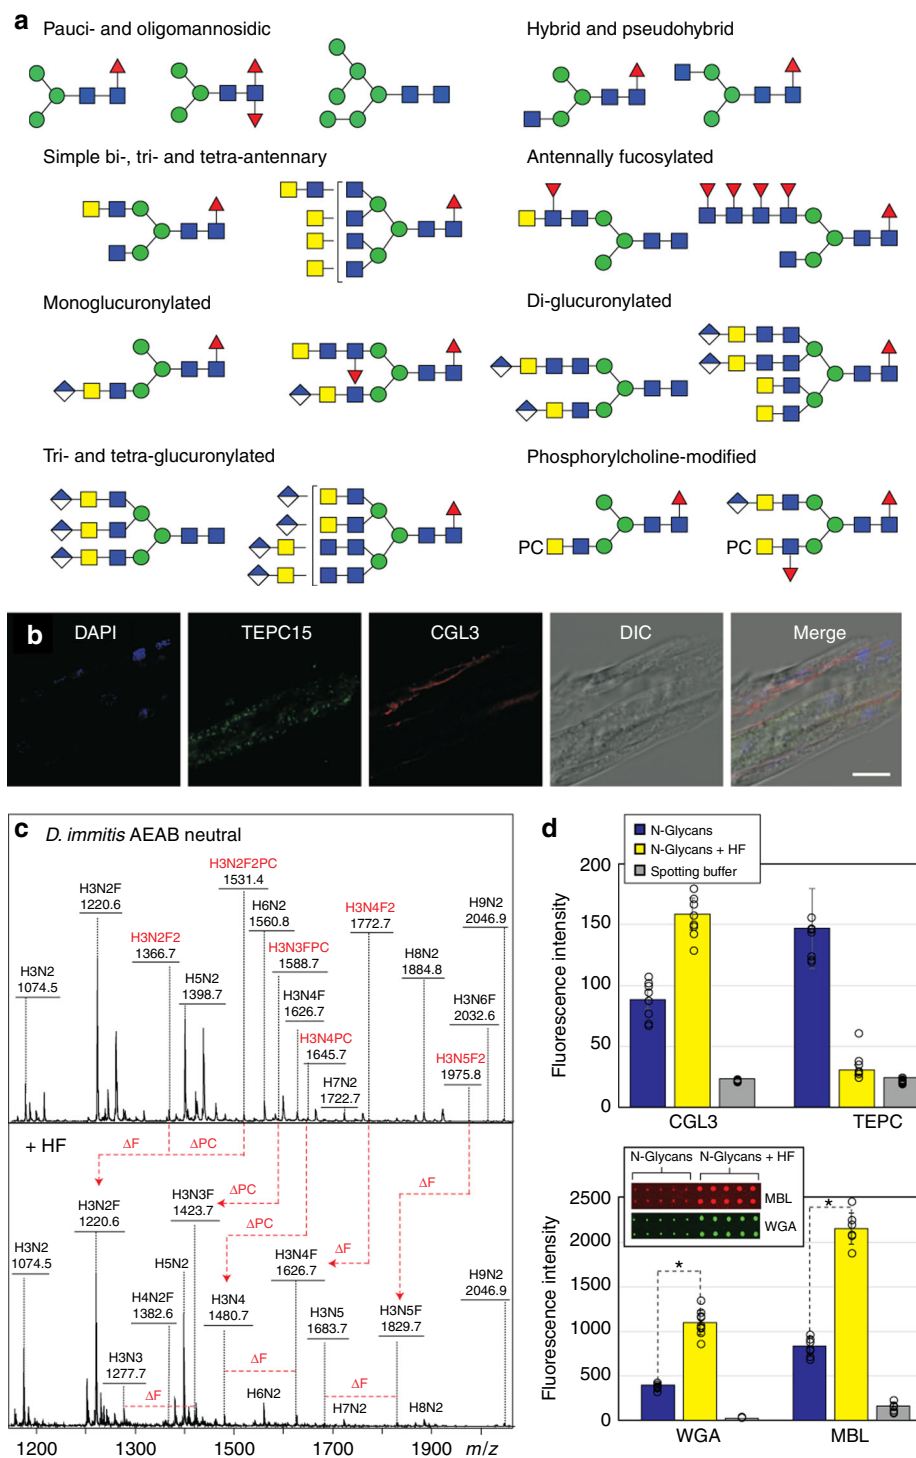 a
Pauci- and oligomannosidic
Hybrid and pseudohybrid
Simple bi-, tri- and tetra-antennary
Antennally fucosylated
Monoglucuronylated
Di-glucuronylated
Tri- and tetra-glucuronylated
Phosphorylcholine-modified
PC
PC
b
DAPI
TEPC15
CGL3
DIC
Merge
c
D. immitis AEAB neutral
H3N2
1074.5
H3N2F
1220.6
H3N2F2
1366.7
H5N2
1398.7
H3N2F2PC
1531.4
H6N2
1560.8
H3N3FPC
1588.7
H3N4F
1626.7
H3N4PC
1645.7
H7N2
1722.7
H3N4F2
1772.7
H8N2
1884.8
H3N5F2
1975.8
H3N6F
2032.6
H9N2
2046.9
+ HF
ΔF
ΔPC
ΔPC
ΔPC
ΔF
ΔF
H3N2
1074.5
H3N2F
1220.6
H3N3
1277.7
H4N2F
1382.6
H5N2
H3N3F
1423.7
H3N4
1480.7
H6N2
H3N4F
1626.7
H3N5
1683.7
H7N2
H3N5F
1829.7
H8N2
H9N2
2046.9
ΔF
ΔF
ΔF
1200
1300
1500
1700
1900
m/z
d
N-Glycans
N-Glycans + HF
Spotting buffer
Fluorescence intensity
200
150
100
50
0
CGL3
TEPC
N-Glycans N-Glycans + HF
MBL
WGA
Fluorescence intensity
2500
2000
1000
500
0
*
*
WGA
MBL